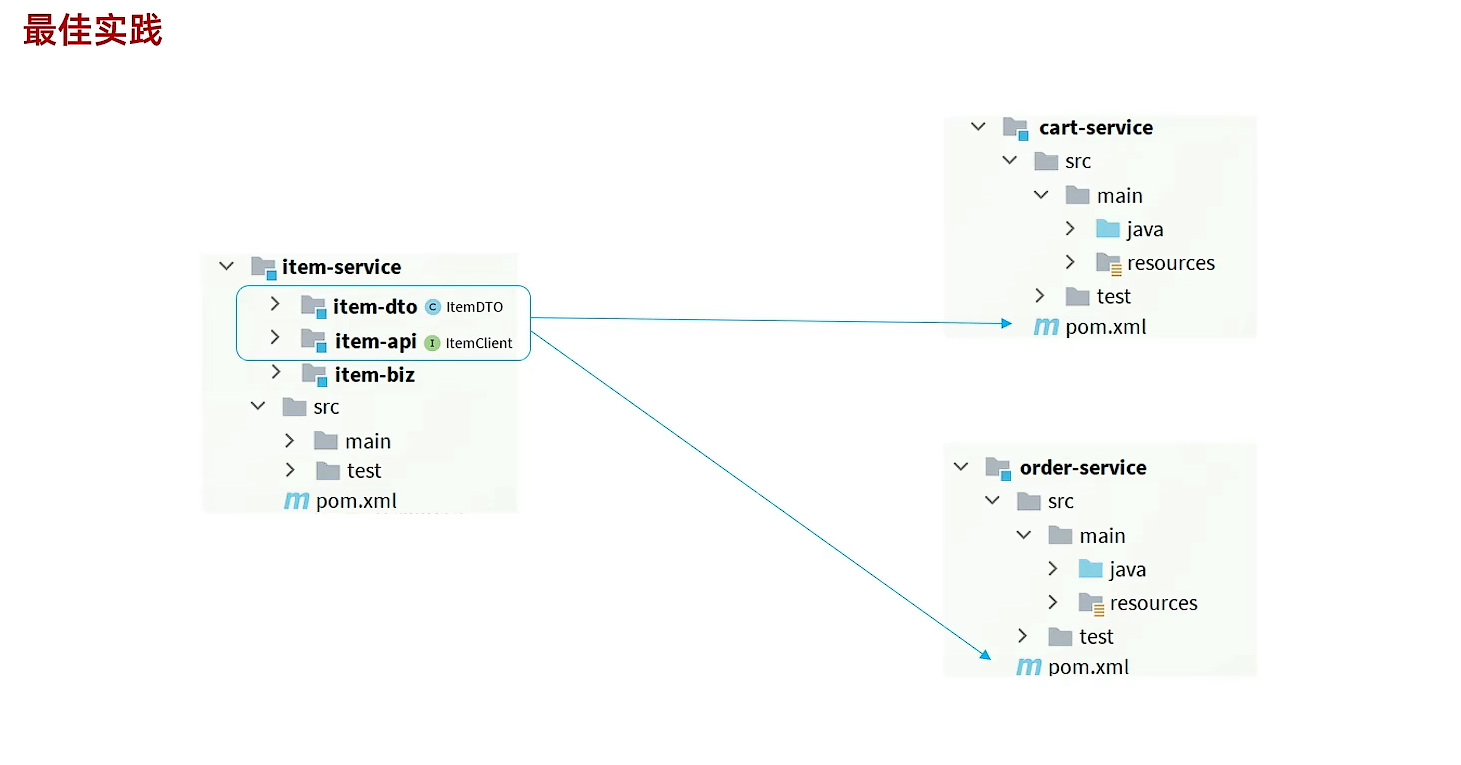 最佳实践
item-service
item-dto C ItemDTO
item-api I ItemClient
item-biz
src
main
test
m pom.xml
cart-service
src
main
java
resources
test
m pom.xml
order-service
src
main
java
resources
test
m pom.xml